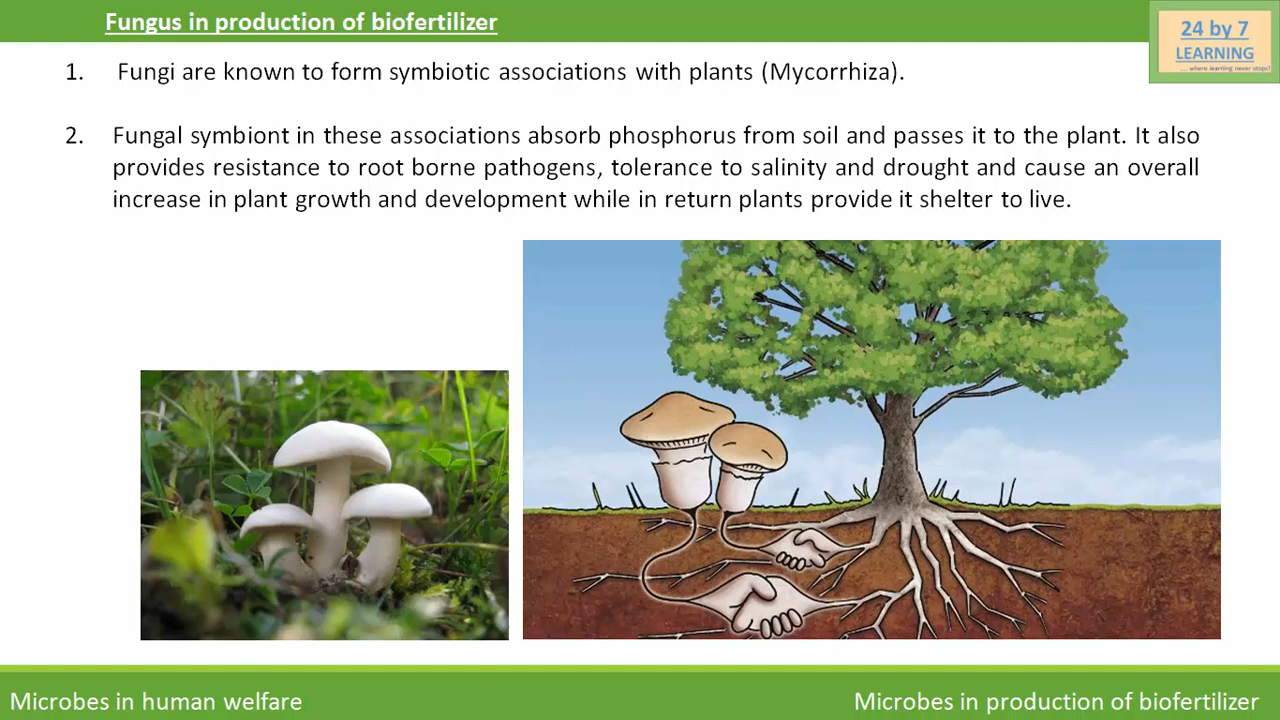 Fungus in production of biofertilizer
24 by 7
LEARNING
.... where learning never stops!
1. Fungi are known to form symbiotic associations with plants (Mycorrhiza).
2. Fungal symbiont in these associations absorb phosphorus from soil and passes it to the plant. It also
provides resistance to root borne pathogens, tolerance to salinity and drought and cause an overall
increase in plant growth and development while in return plants provide it shelter to live.
Microbes in human welfare
Microbes in production of biofertilizer